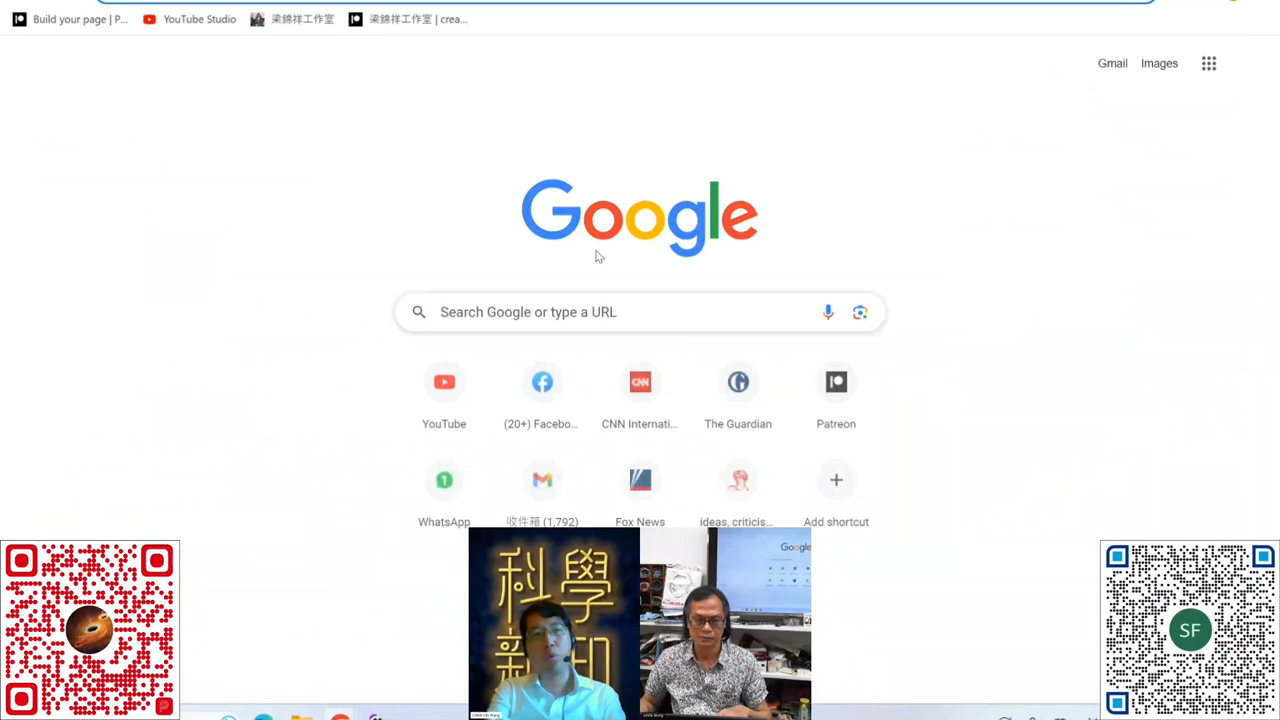 Build your page | P...
YouTube Studio
梁錦祥工作室
梁錦祥工作室 | crea...
Gmail
Images
Google
Search Google or type a URL
YouTube
(20+) Facebo...
CNN Internati...
The Guardian
Patreon
WhatsApp
收件箱 (1,792)
Fox News
ideas, criticis...
Add shortcut
科學
新知
SF